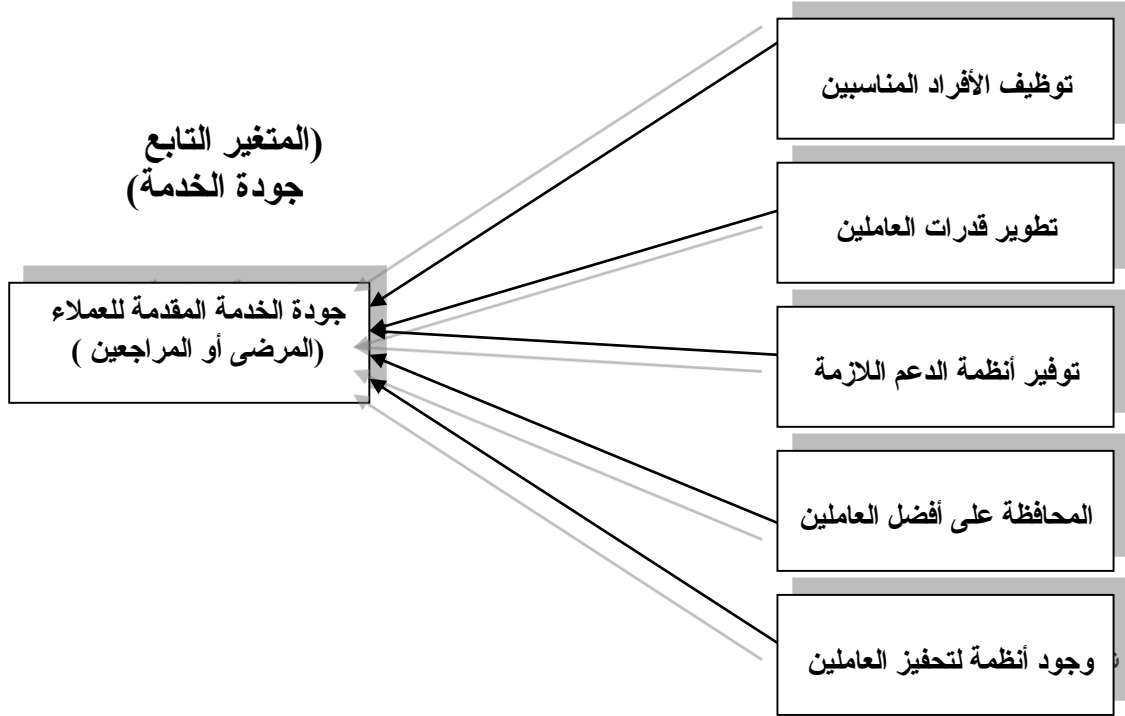 توظيف الأفراد المناسبين
(المتغير التابع
جودة الخدمة)
تطوير قدرات العاملين
جودة الخدمة المقدمة للعملاء
(المرضى أو المراجعين )
توفير أنظمة الدعم اللازمة
المحافظة على أفضل العاملين
وجود أنظمة لتحفيز العاملين